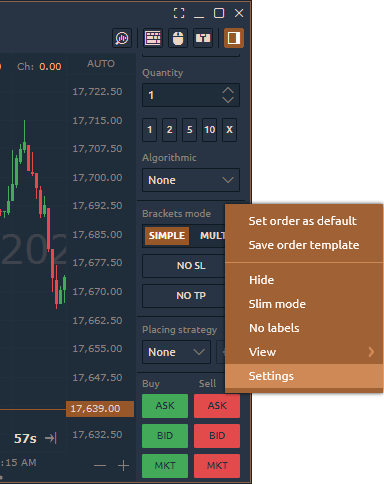 0
Ch: 0.00
AUTO
17,722.50
17,715.00
17,707.50
17,700.00
17,692.50
17,685.00
17,677.50
17,670.00
17,662.50
17,655.00
17,647.50
17,639.00
17,632.50
202
57s
:15 AM
Quantity
1
1 2 5 10 X
Algorithmic
None
Brackets mode
SIMPLE MULT
NO SL
NO TP
Placing strategy
None
Buy Sell
ASK ASK
BID BID
MKT MKT
Set order as default
Save order template
Hide
Slim mode
No labels
View
Settings